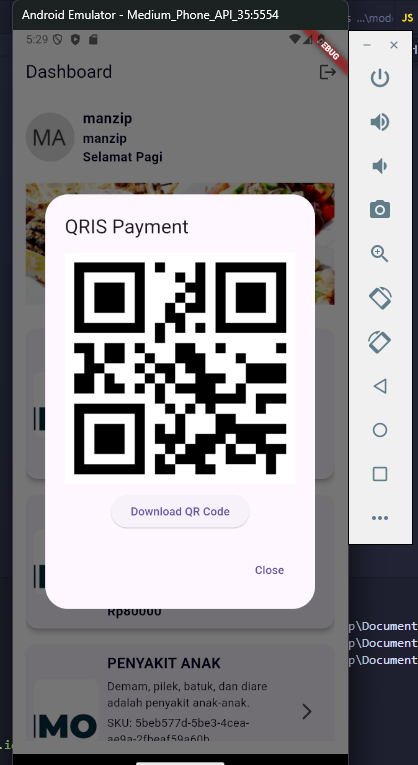 Android Emulator - Medium_Phone_API_35:5554
...\mod
JS
5:29
DEBUG
Dashboard
MA
manzip
manzip
Selamat Pagi
QRIS Payment
Download QR Code
Close
Rp80000
p\Document
p\Document
p\Document
PENYAKIT ANAK
Demam, pilek, batuk, dan diare
adalah penyakit anak-anak.
SKU: 5beb577d-5be3-4cea-
ae9a-2fbeaf59a60b
IMO